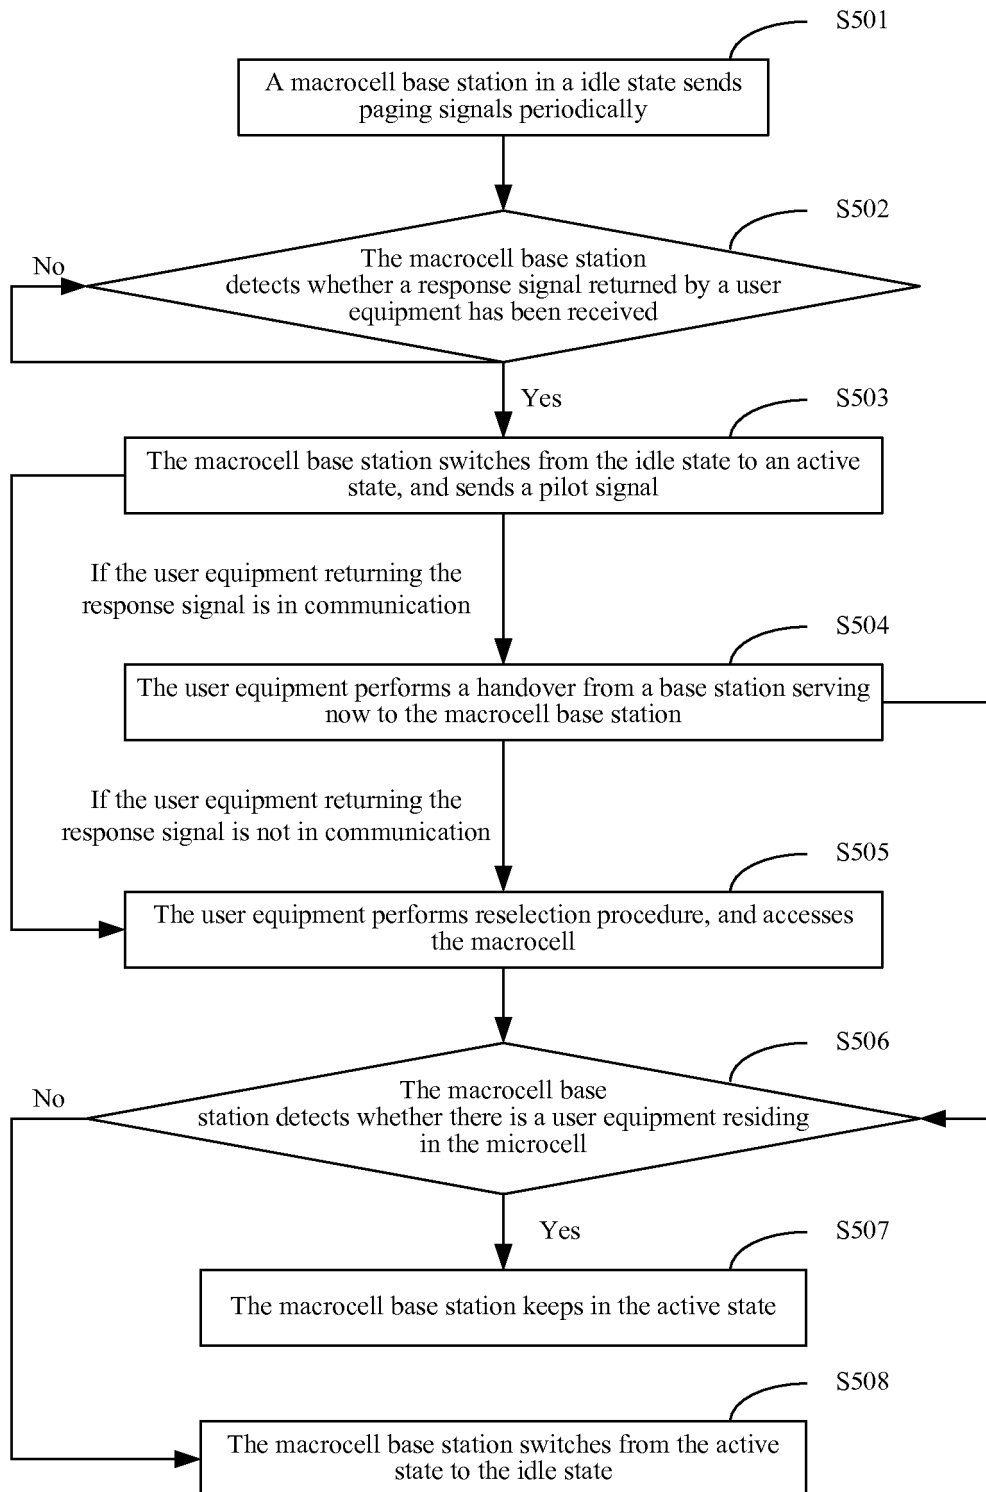 S501
A macrocell base station in a idle state sends
paging signals periodically
S502
The macrocell base station
detects whether a response signal returned by a user
equipment has been received
No
Yes
S503
The macrocell base station switches from the idle state to an active
state, and sends a pilot signal
If the user equipment returning the
response signal is in communication
S504
The user equipment performs a handover from a base station serving
now to the macrocell base station
If the user equipment returning the
response signal is not in communication
S505
The user equipment performs reselection procedure, and accesses
the macrocell
S506
The macrocell base
station detects whether there is a user equipment residing
in the microcell
No
Yes
S507
The macrocell base station keeps in the active state
S508
The macrocell base station switches from the active
state to the idle state